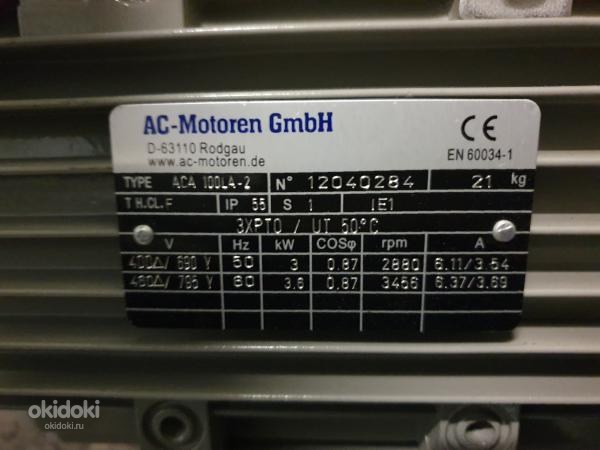 AC-Motoren GmbH
D-63110 Rodgau
www.ac-motoren.de
CE
EN 60034-1
TYPE ACA 100LA-2 N° 12040284 21 kg
TH.CL.F IP 55 S 1 IE1
3XPTO / UT 50°C
V Hz kW COSφ rpm A
400Δ/ 690 Y 50 3 0.87 2880 6.11/3.54
460Δ/ 795 Y 60 3.6 0.87 3456 6.37/3.69
okidoki
okidoki.ru